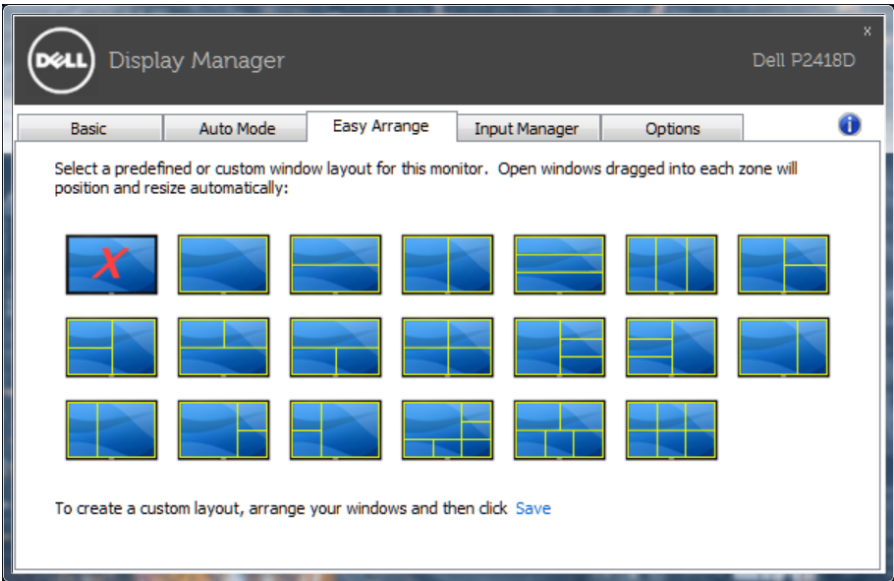 DELL
Display Manager
x
Dell P2418D
Basic
Auto Mode
Easy Arrange
Input Manager
Options
i
Select a predefined or custom window layout for this monitor. Open windows dragged into each zone will
position and resize automatically:
X
To create a custom layout, arrange your windows and then click Save